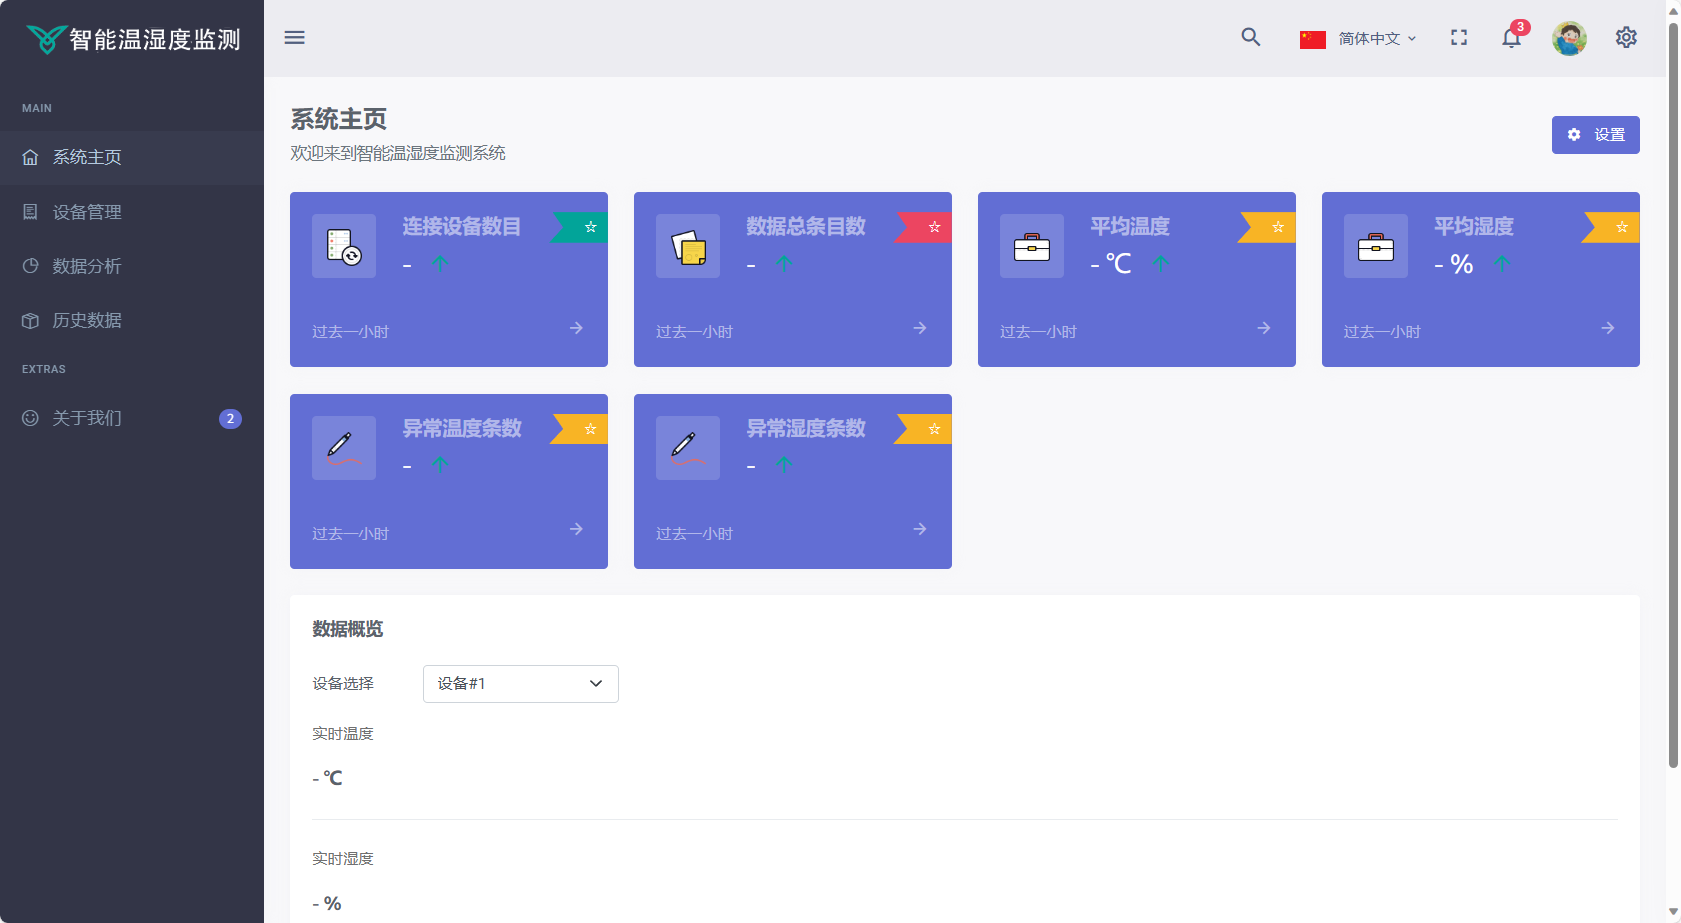 智能温湿度监测
简体中文
3
MAIN
系统主页
设备管理
数据分析
历史数据
EXTRAS
关于我们
2
系统主页
欢迎来到智能温湿度监测系统
设置
连接设备数目
-
过去一小时
数据总条目数
-
过去一小时
平均温度
- ℃
过去一小时
平均湿度
- %
过去一小时
异常温度条数
-
过去一小时
异常湿度条数
-
过去一小时
数据概览
设备选择
设备#1
实时温度
- ℃
实时湿度
- %